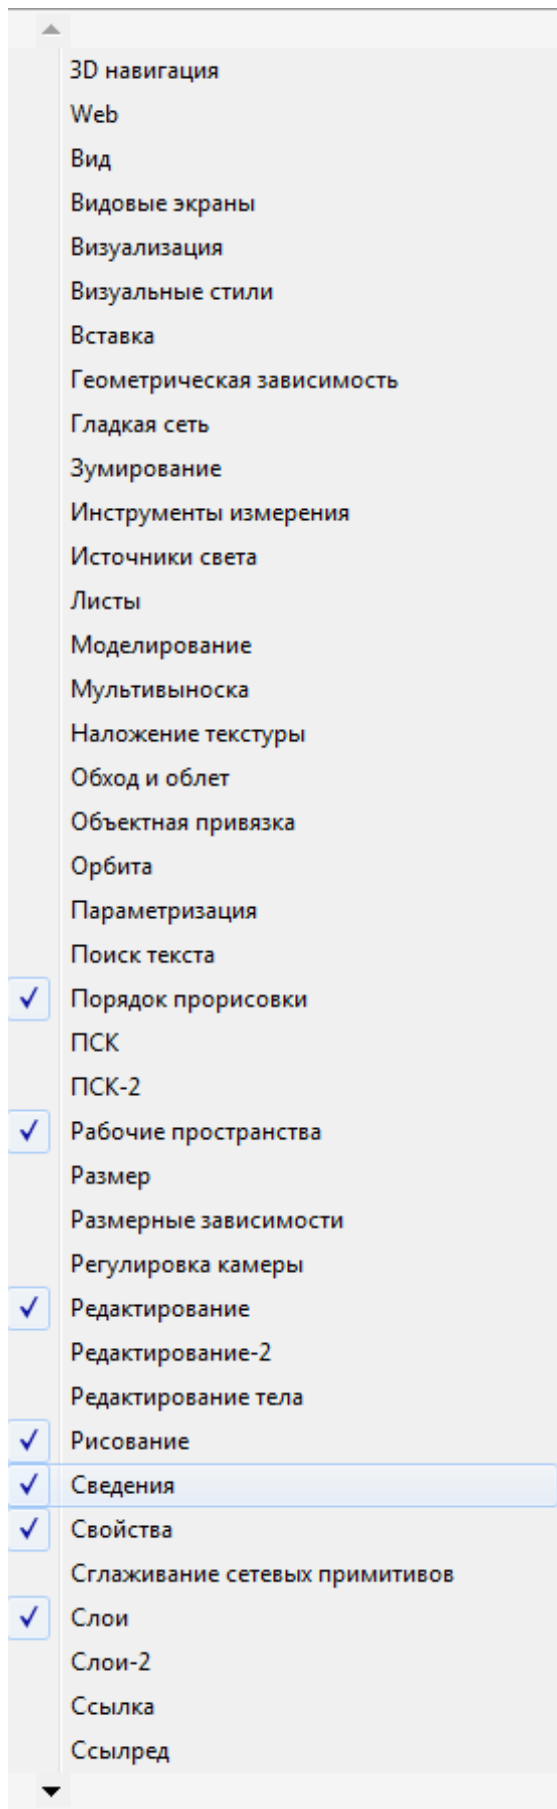 3D навигация
Web
Вид
Видовые экраны
Визуализация
Визуальные стили
Вставка
Геометрическая зависимость
Гладкая сеть
Зумирование
Инструменты измерения
Источники света
Листы
Моделирование
Мультивыноска
Наложение текстуры
Обход и облет
Объектная привязка
Орбита
Параметризация
Поиск текста
Порядок прорисовки
ПСК
ПСК-2
Рабочие пространства
Размер
Размерные зависимости
Регулировка камеры
Редактирование
Редактирование-2
Редактирование тела
Рисование
Сведения
Свойства
Сглаживание сетевых примитивов
Слои
Слои-2
Ссылка
Ссылред